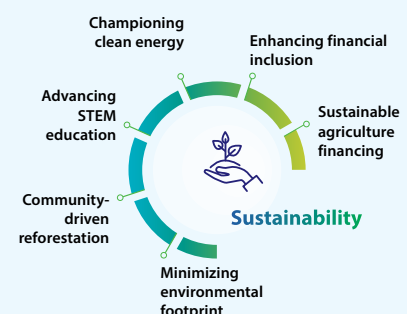 Championing
clean energy
Enhancing financial
inclusion
Advancing
STEM
education
Sustainable
agriculture
financing
Community-
driven
reforestation
Sustainability
Minimizing
environmental
footprint